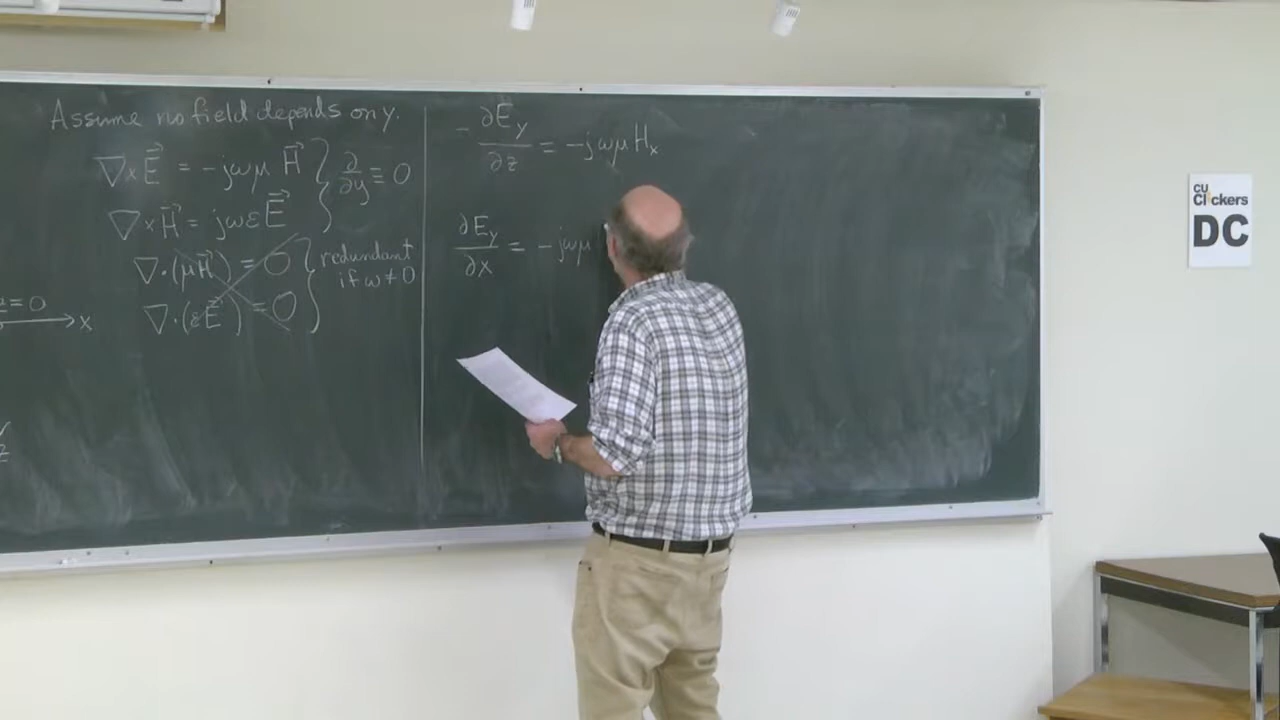 Assume no field depends on y.
∇×E⃗ = -jωμ H⃗ } ∂/∂y = 0
∇×H⃗ = jωε E⃗
∇·(μH⃗) = 0 } redundant
if ω ≠ 0
∇·(εE⃗) = 0
=0
x
-∂E_y/∂z = -jωμ H_x
∂E_y/∂x = -jωμ
CU
Clickers
DC